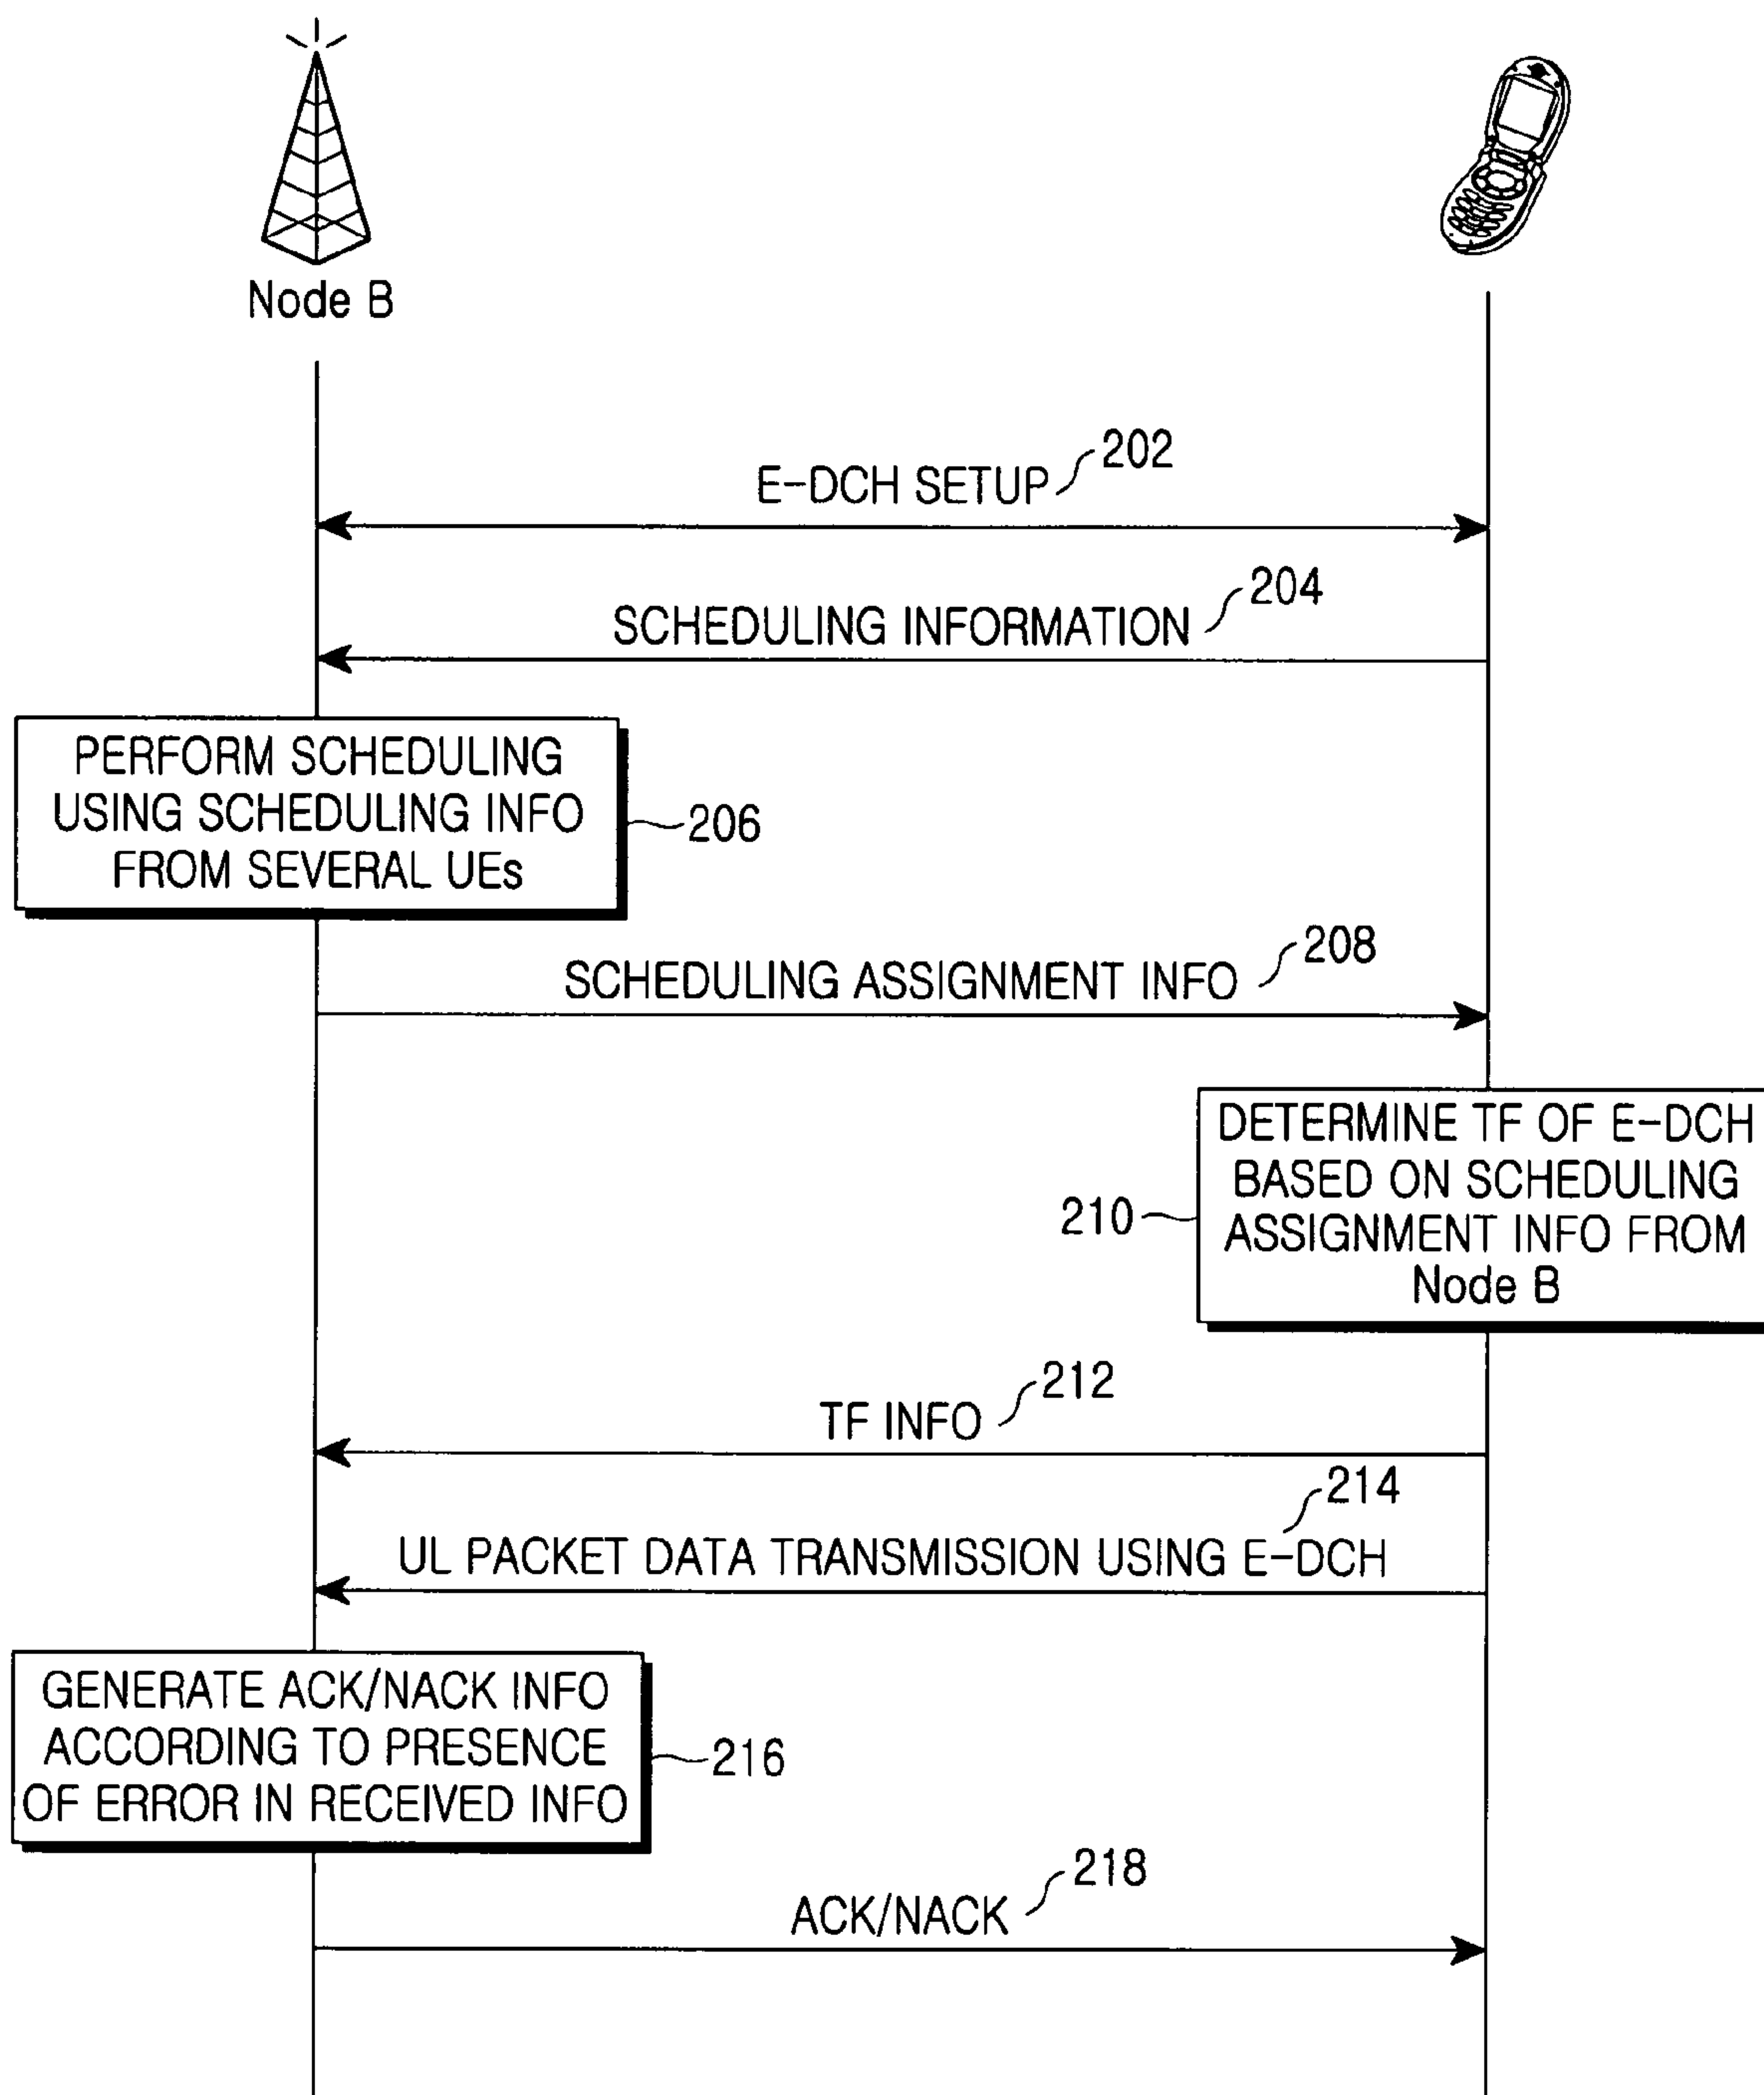 Node B
202
E-DCH SETUP
204
SCHEDULING INFORMATION
PERFORM SCHEDULING
USING SCHEDULING INFO
FROM SEVERAL UEs
206
208
SCHEDULING ASSIGNMENT INFO
DETERMINE TF OF E-DCH
BASED ON SCHEDULING
ASSIGNMENT INFO FROM
Node B
210
212
TF INFO
214
UL PACKET DATA TRANSMISSION USING E-DCH
GENERATE ACK/NACK INFO
ACCORDING TO PRESENCE
OF ERROR IN RECEIVED INFO
216
218
ACK/NACK